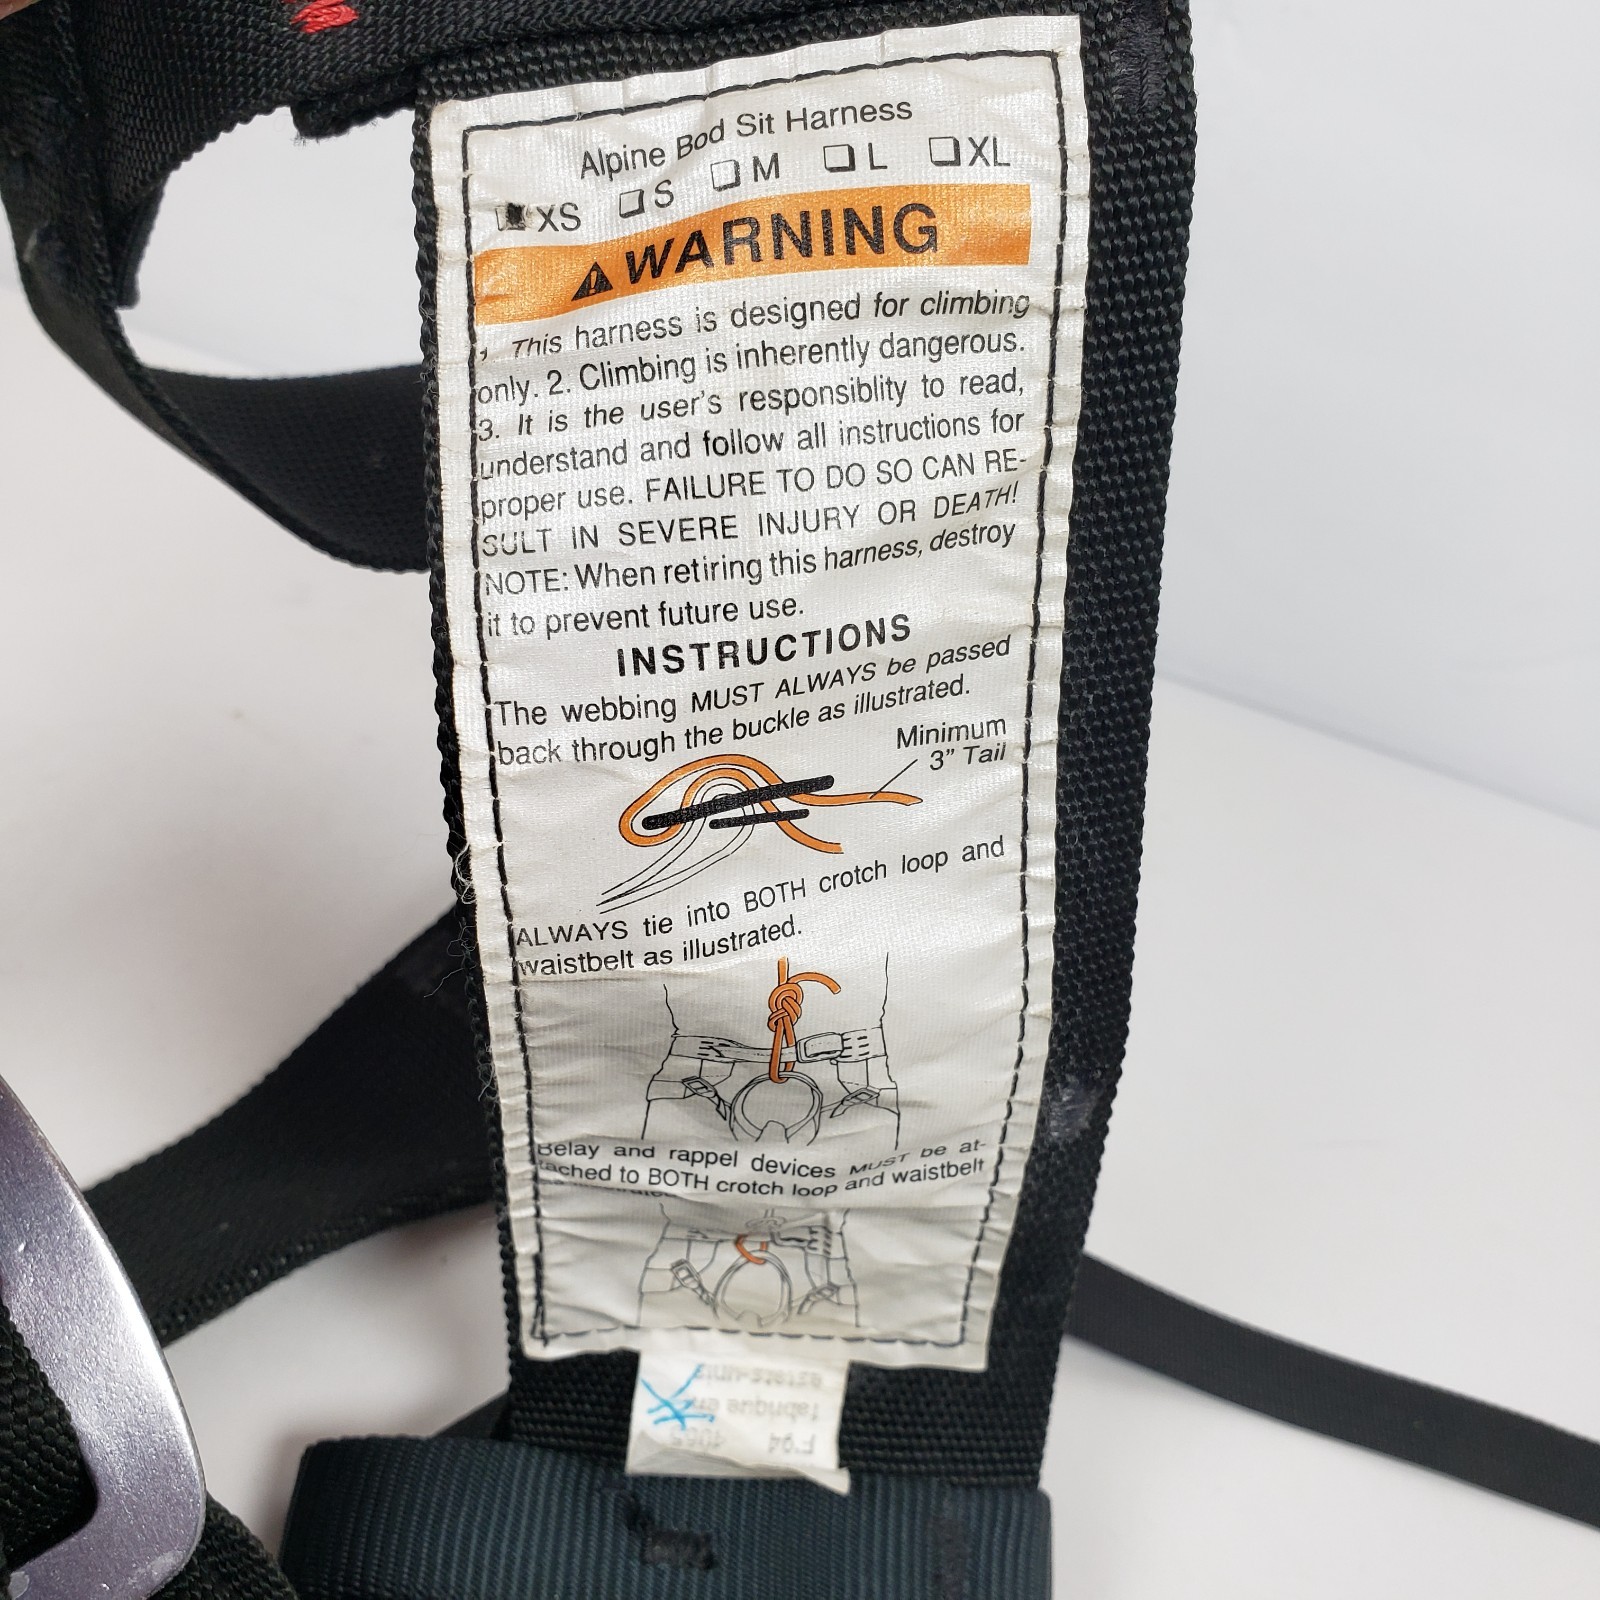 Alpine Bod Sit Harness
XS S M L XL
WARNING
This harness is designed for climbing
only. 2. Climbing is inherently dangerous.
3. It is the user's responsiblity to read,
understand and follow all instructions for
proper use. FAILURE TO DO SO CAN RE-
SULT IN SEVERE INJURY OR DEATH!
NOTE: When retiring this harness, destroy
it to prevent future use.
INSTRUCTIONS
The webbing MUST ALWAYS be passed
back through the buckle as illustrated.
Minimum
3" Tail
ALWAYS tie into BOTH crotch loop and
waistbelt as illustrated.
Belay and rappel devices MUST be at-
tached to BOTH crotch loop and waistbelt
fabrique en